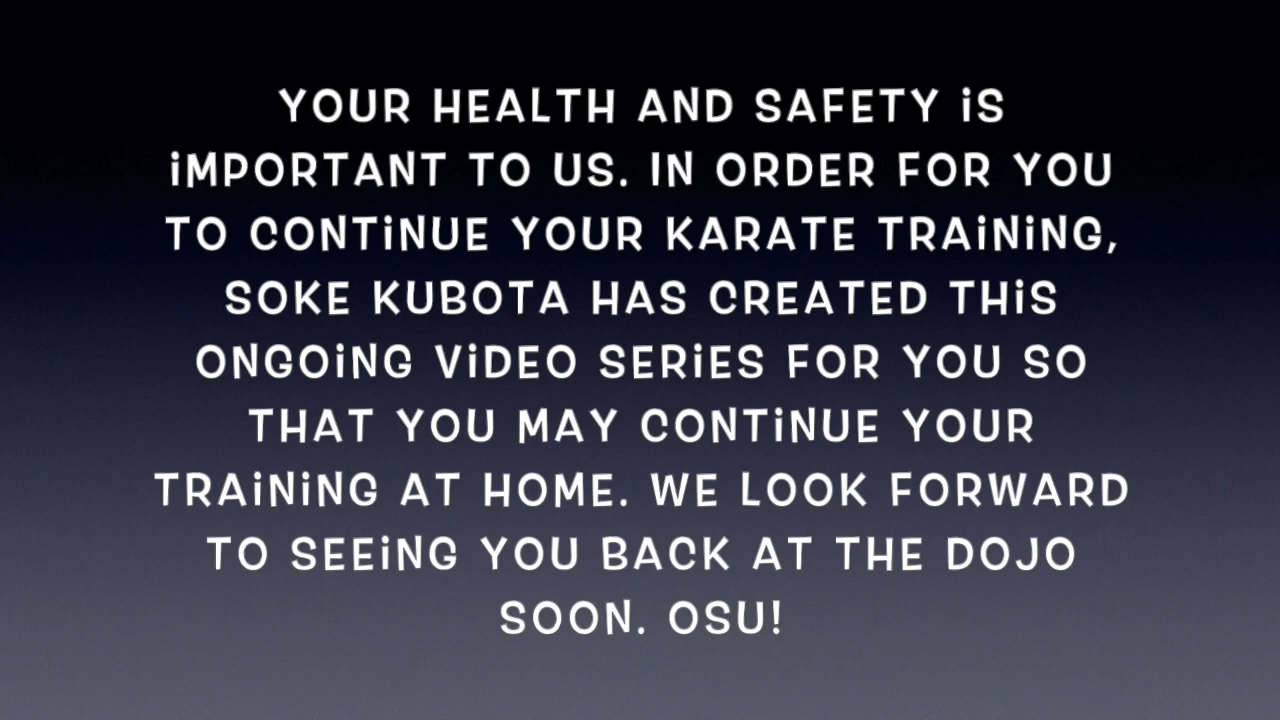 YOUR HEALTH AND SAFETY iS
iMPORTANT TO US. IN ORDER FOR YOU
TO CONTiNUE YOUR KARATE TRAiNiNG,
SOKE KUBOTA HAS CREATED THiS
ONGOiNG ViDEO SERiES FOR YOU SO
THAT YOU MAY CONTiNUE YOUR
TRAiNiNG AT HOME. WE LOOK FORWARD
TO SEEiNG YOU BACK AT THE DOJO
SOON. OSU!